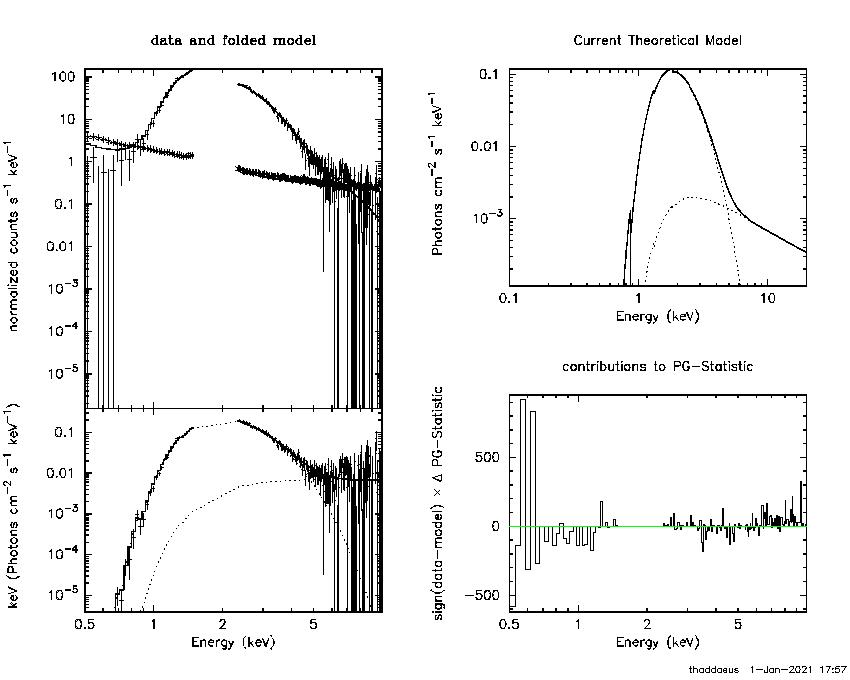 data and folded model
normalized counts s⁻¹ keV⁻¹
100
10
1
0.1
0.01
10⁻³
10⁻⁴
10⁻⁵
keV (Photons cm⁻² s⁻¹ keV⁻¹)
0.1
0.01
10⁻³
10⁻⁴
10⁻⁵
0.5 1 2 5
Energy (keV)
Current Theoretical Model
Photons cm⁻² s⁻¹ keV⁻¹
0.1
0.01
10⁻³
0.1 1 10
Energy (keV)
contributions to PG-Statistic
sign(data-model) × Δ PG-Statistic
500
0
−500
0.5 1 2 5
Energy (keV)
thaddaeus 1-Jan-2021 17:57